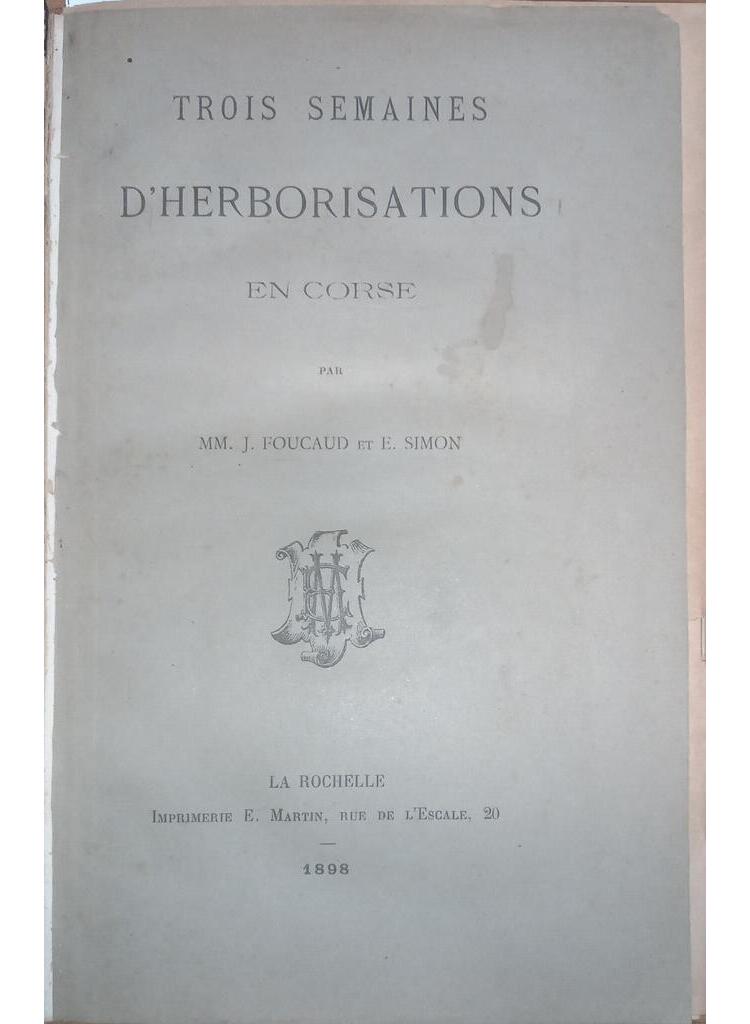 TROIS SEMAINES
D'HERBORISATIONS
EN CORSE
PAR
MM. J. FOUCAUD ET E. SIMON
LA ROCHELLE
IMPRIMERIE E. MARTIN, RUE DE L'ESCALE, 20
1898